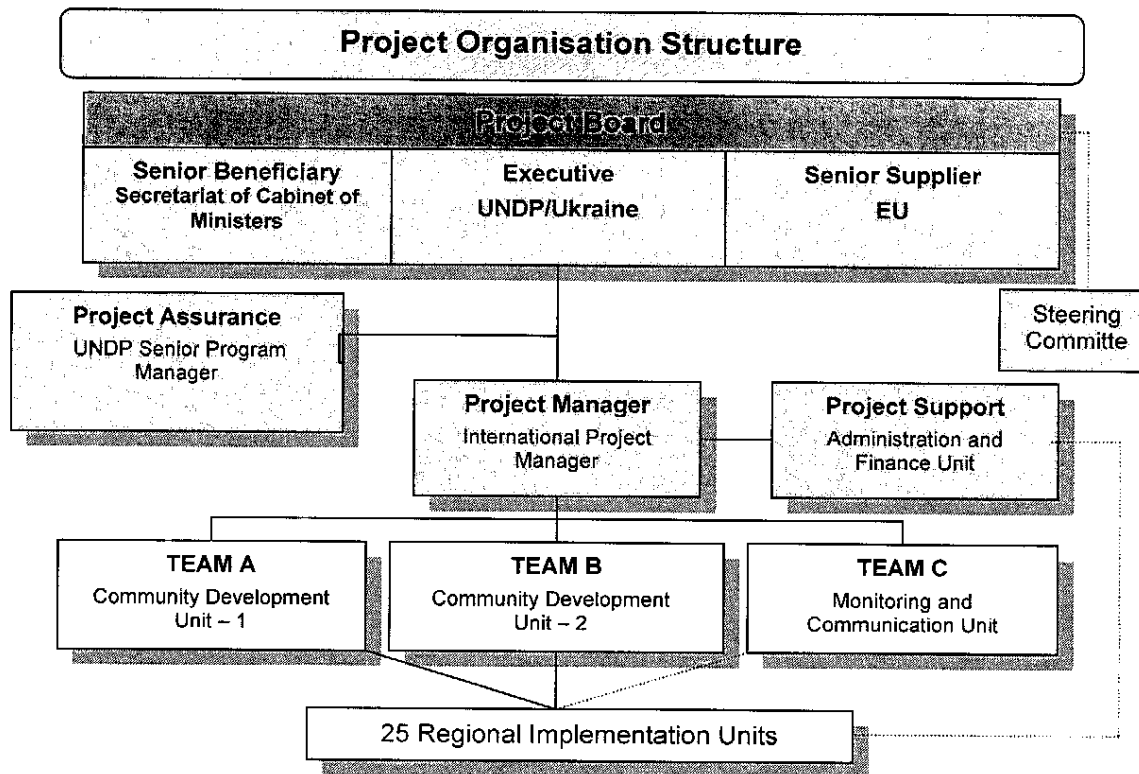 Project Organisation Structure
Project Board
Senior Beneficiary
Secretariat of Cabinet of
Ministers
Executive
UNDP/Ukraine
Senior Supplier
EU
Project Assurance
UNDP Senior Program
Manager
Steering
Committe
Project Manager
International Project
Manager
Project Support
Administration and
Finance Unit
TEAM A
Community Development
Unit – 1
TEAM B
Community Development
Unit – 2
TEAM C
Monitoring and
Communication Unit
25 Regional Implementation Units